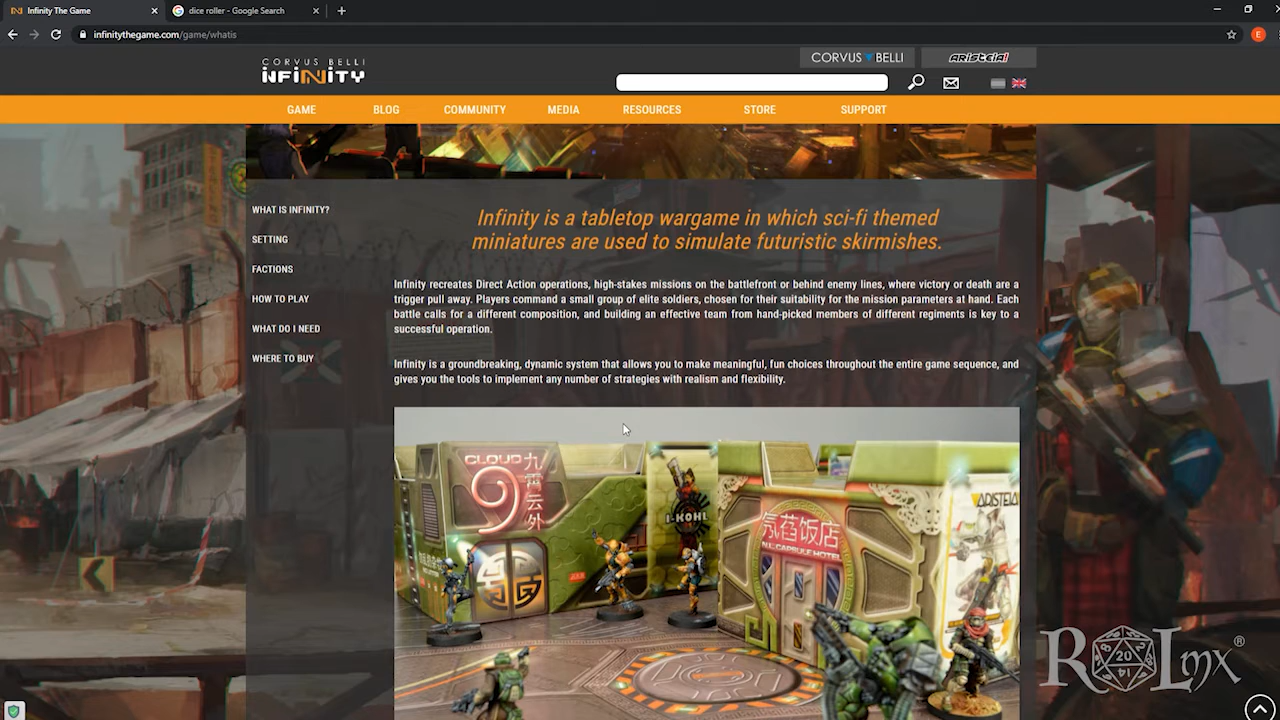 Infinity The Game
dice roller - Google Search
infinitythegame.com/game/whatis
E
CORVUS BELLI
INFINITY
CORVUS BELLI
ARISTEIA!
GAME
BLOG
COMMUNITY
MEDIA
RESOURCES
STORE
SUPPORT
WHAT IS INFINITY?
SETTING
FACTIONS
HOW TO PLAY
WHAT DO I NEED
WHERE TO BUY
Infinity is a tabletop wargame in which sci-fi themed
miniatures are used to simulate futuristic skirmishes.
Infinity recreates Direct Action operations, high-stakes missions on the battlefront or behind enemy lines, where victory or death are a
trigger pull away. Players command a small group of elite soldiers, chosen for their suitability for the mission parameters at hand. Each
battle calls for a different composition, and building an effective team from hand-picked members of different regiments is key to a
successful operation.
Infinity is a groundbreaking, dynamic system that allows you to make meaningful, fun choices throughout the entire game sequence, and
gives you the tools to implement any number of strategies with realism and flexibility.
CLOUD
9
九霄云外
I-KOHL
氪苔饭店
CAPSULE HOTEL
ARISTEIA
ROLmx®
20